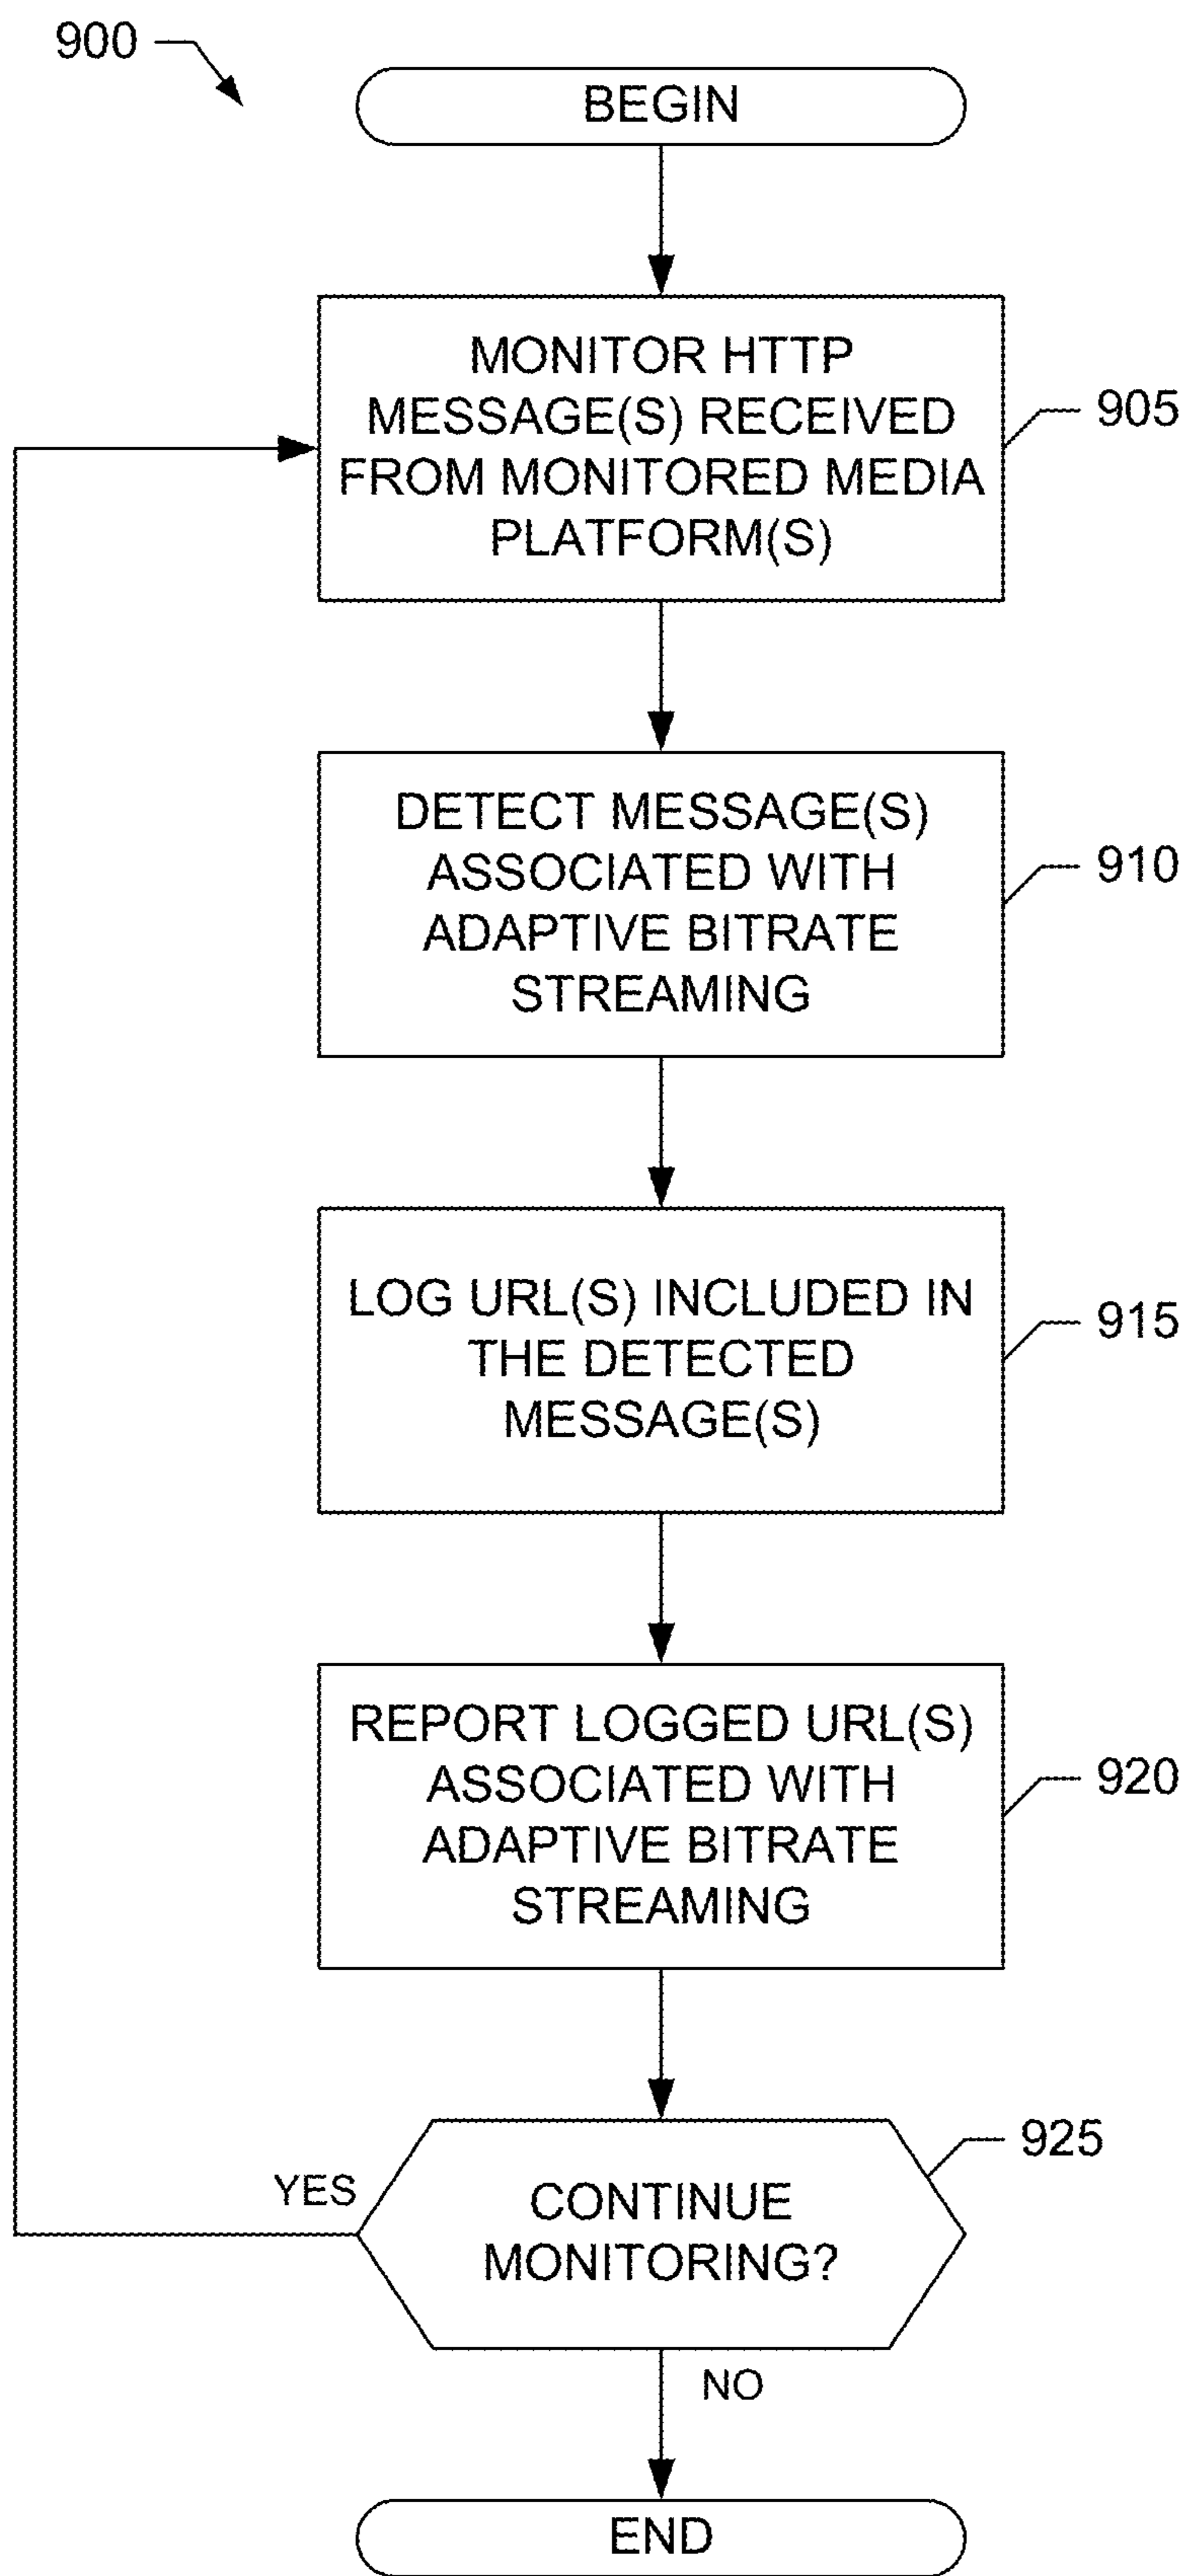 900
BEGIN
MONITOR HTTP
MESSAGE(S) RECEIVED
FROM MONITORED MEDIA
PLATFORM(S)
905
DETECT MESSAGE(S)
ASSOCIATED WITH
ADAPTIVE BITRATE
STREAMING
910
LOG URL(S) INCLUDED IN
THE DETECTED
MESSAGE(S)
915
REPORT LOGGED URL(S)
ASSOCIATED WITH
ADAPTIVE BITRATE
STREAMING
920
CONTINUE
MONITORING?
925
YES
NO
END